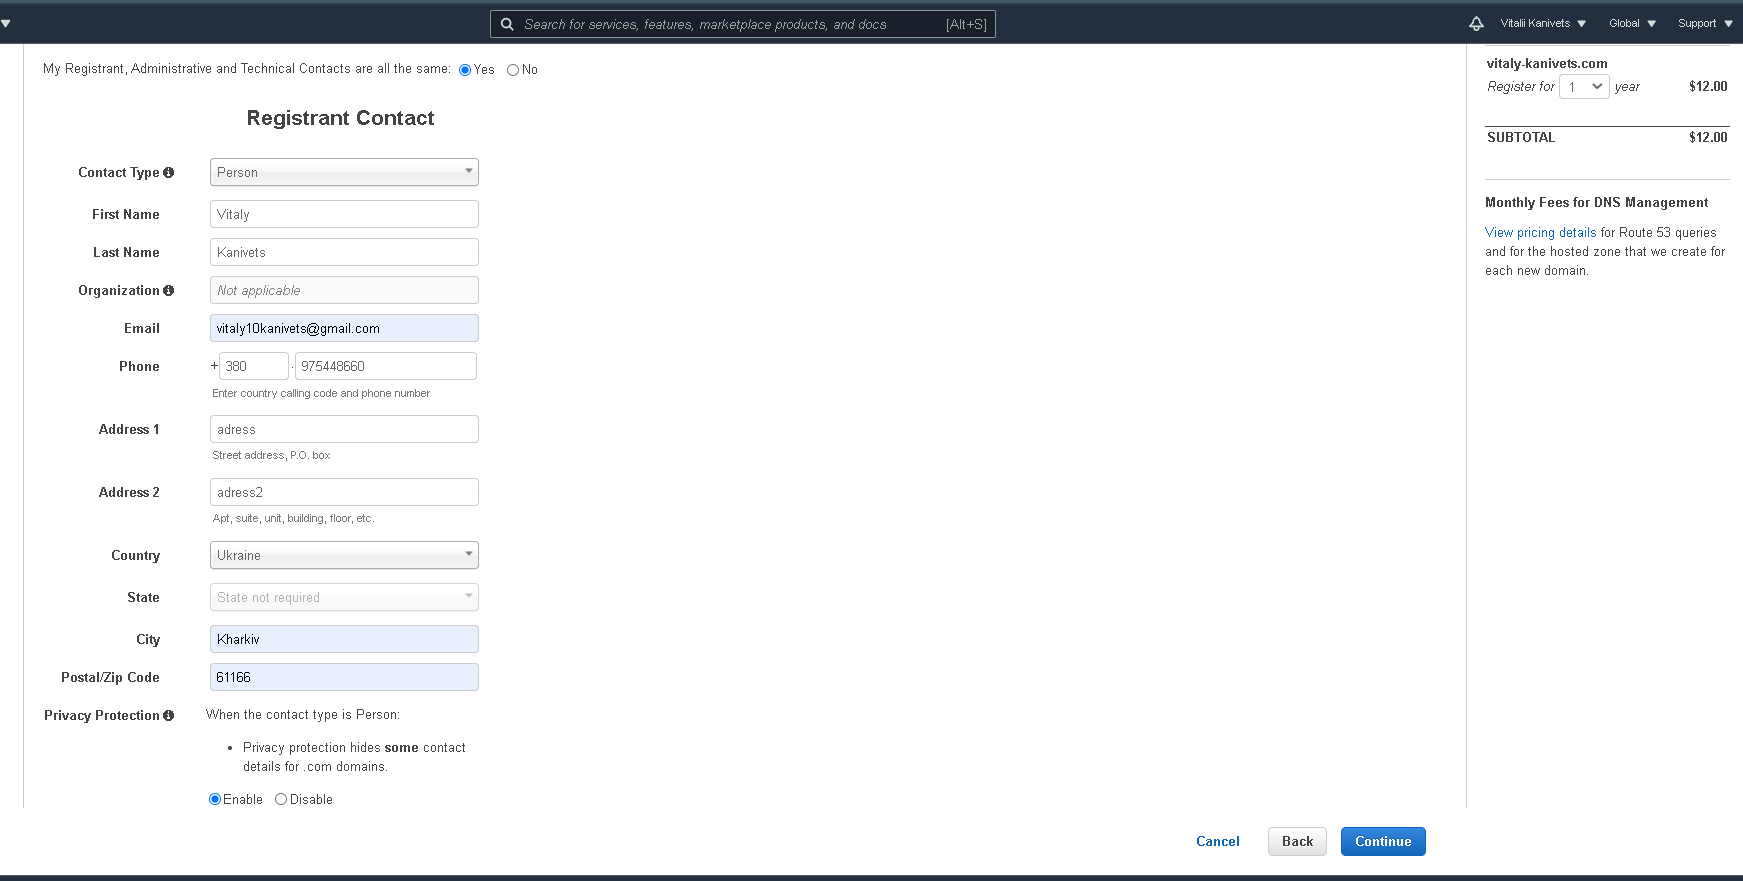 Search for services, features, marketplace products, and docs [Alt+S]
Vitalii Kanivets Global Support
My Registrant, Administrative and Technical Contacts are all the same: Yes No
Registrant Contact
Contact Type Person
First Name Vitaly
Last Name Kanivets
Organization Not applicable
Email vitaly10kanivets@gmail.com
Phone + 380 . 975448660
Enter country calling code and phone number
Address 1 adress
Street address, P.O. box
Address 2 adress2
Apt, suite, unit, building, floor, etc.
Country Ukraine
State State not required
City Kharkiv
Postal/Zip Code 61166
Privacy Protection When the contact type is Person:
• Privacy protection hides some contact
details for .com domains.
Enable Disable
vitaly-kanivets.com
Register for 1 year $12.00
SUBTOTAL $12.00
Monthly Fees for DNS Management
View pricing details for Route 53 queries
and for the hosted zone that we create for
each new domain.
Cancel Back Continue